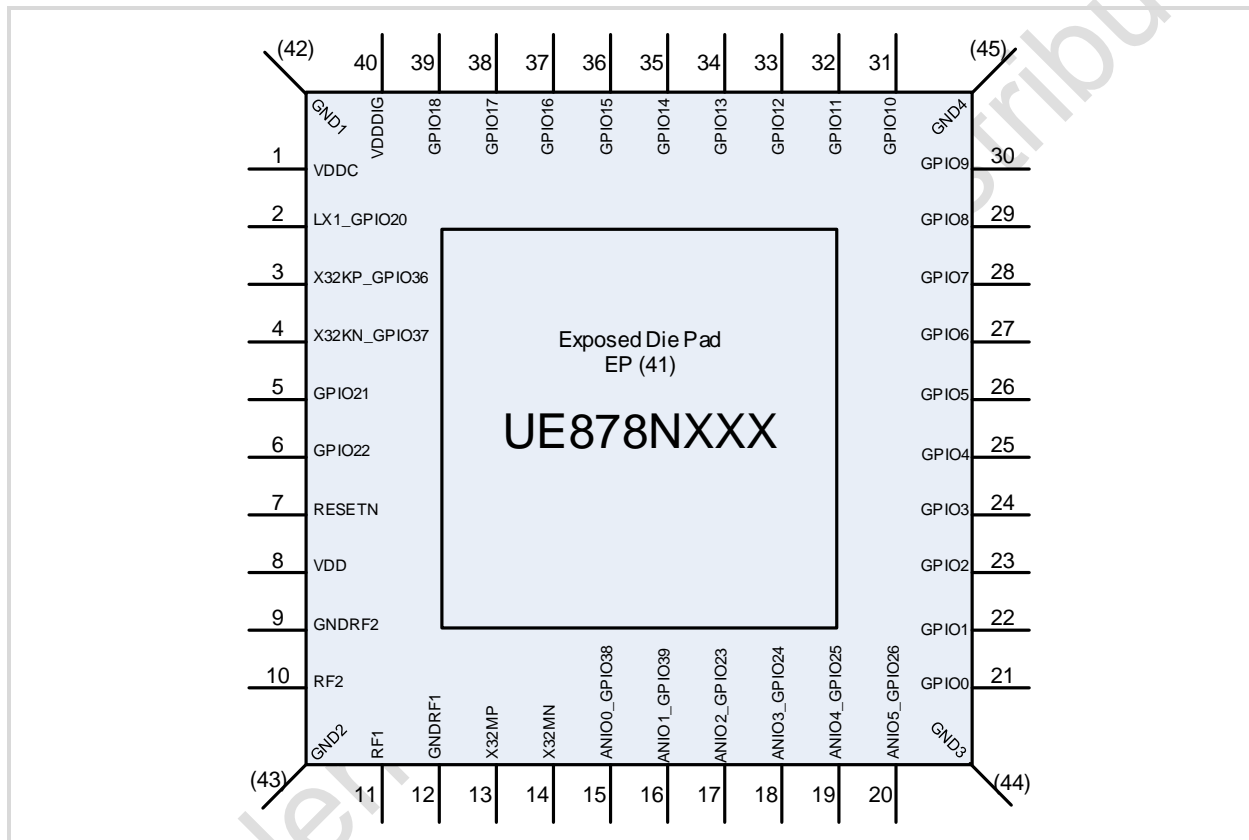 (42)
40
39
38
37
36
35
34
33
32
31
(45)
GND1
VDDDIG
GPIO18
GPIO17
GPIO16
GPIO15
GPIO14
GPIO13
GPIO12
GPIO11
GPIO10
GND4
1
VDDC
2
LX1_GPIO20
3
X32KP_GPIO36
4
X32KN_GPIO37
5
GPIO21
6
GPIO22
7
RESETN
8
VDD
9
GNDRF2
10
RF2
Exposed Die Pad
EP (41)
UE878NXXX
GPIO9
30
GPIO8
29
GPIO7
28
GPIO6
27
GPIO5
26
GPIO4
25
GPIO3
24
GPIO2
23
GPIO1
22
GPIO0
21
GND2
RF1
GNDRF1
X32MP
X32MN
ANIO0_GPIO38
ANIO1_GPIO39
ANIO2_GPIO23
ANIO3_GPIO24
ANIO4_GPIO25
ANIO5_GPIO26
GND3
(43)
11
12
13
14
15
16
17
18
19
20
(44)